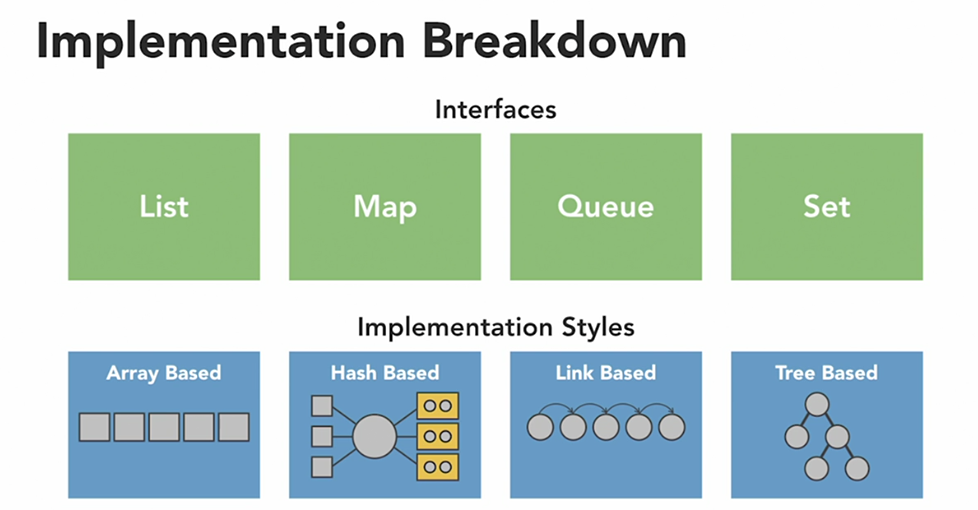 Implementation Breakdown
Interfaces
List
Map
Queue
Set
Implementation Styles
Array Based
Hash Based
Link Based
Tree Based